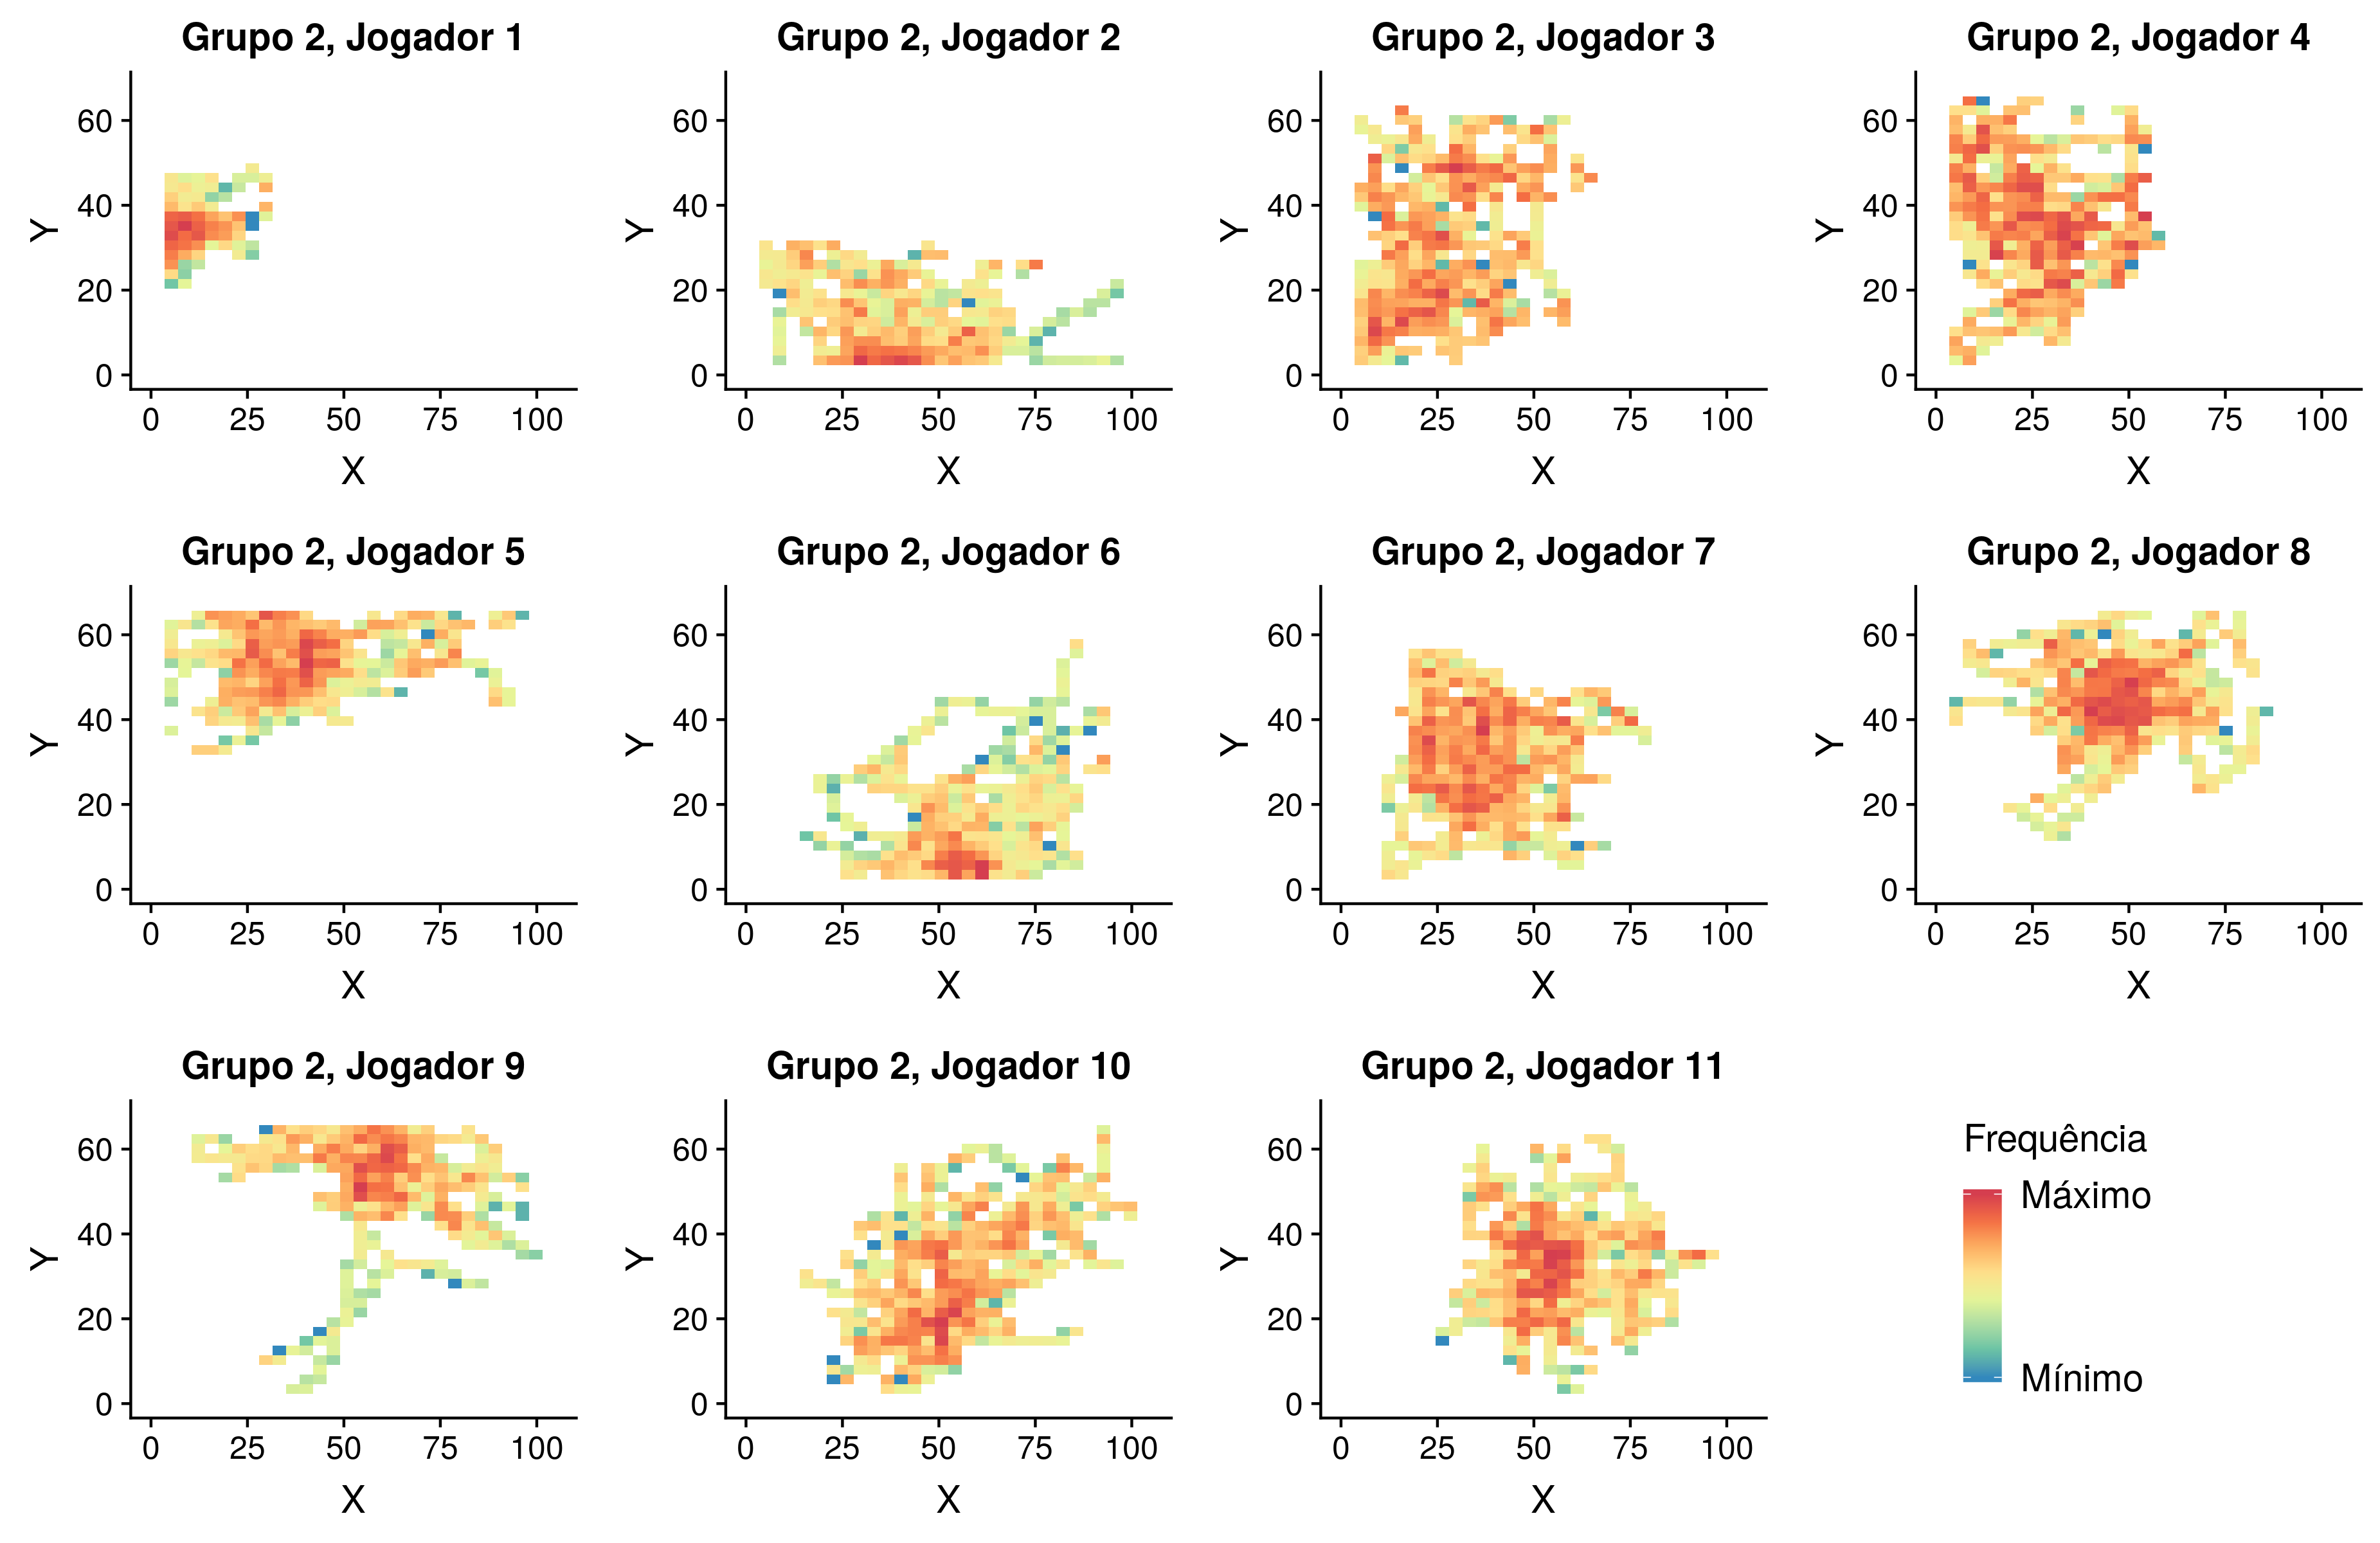 Grupo 2, Jogador 1
Grupo 2, Jogador 2
Grupo 2, Jogador 3
Grupo 2, Jogador 4
60
40
20
0
Y
0 25 50 75 100
X
60
40
20
0
Y
0 25 50 75 100
X
60
40
20
0
Y
0 25 50 75 100
X
60
40
20
0
Y
0 25 50 75 100
X
Grupo 2, Jogador 5
Grupo 2, Jogador 6
Grupo 2, Jogador 7
Grupo 2, Jogador 8
60
40
20
0
Y
0 25 50 75 100
X
60
40
20
0
Y
0 25 50 75 100
X
60
40
20
0
Y
0 25 50 75 100
X
60
40
20
0
Y
0 25 50 75 100
X
Grupo 2, Jogador 9
Grupo 2, Jogador 10
Grupo 2, Jogador 11
60
40
20
0
Y
0 25 50 75 100
X
60
40
20
0
Y
0 25 50 75 100
X
60
40
20
0
Y
0 25 50 75 100
X
Frequência
Máximo
Mínimo